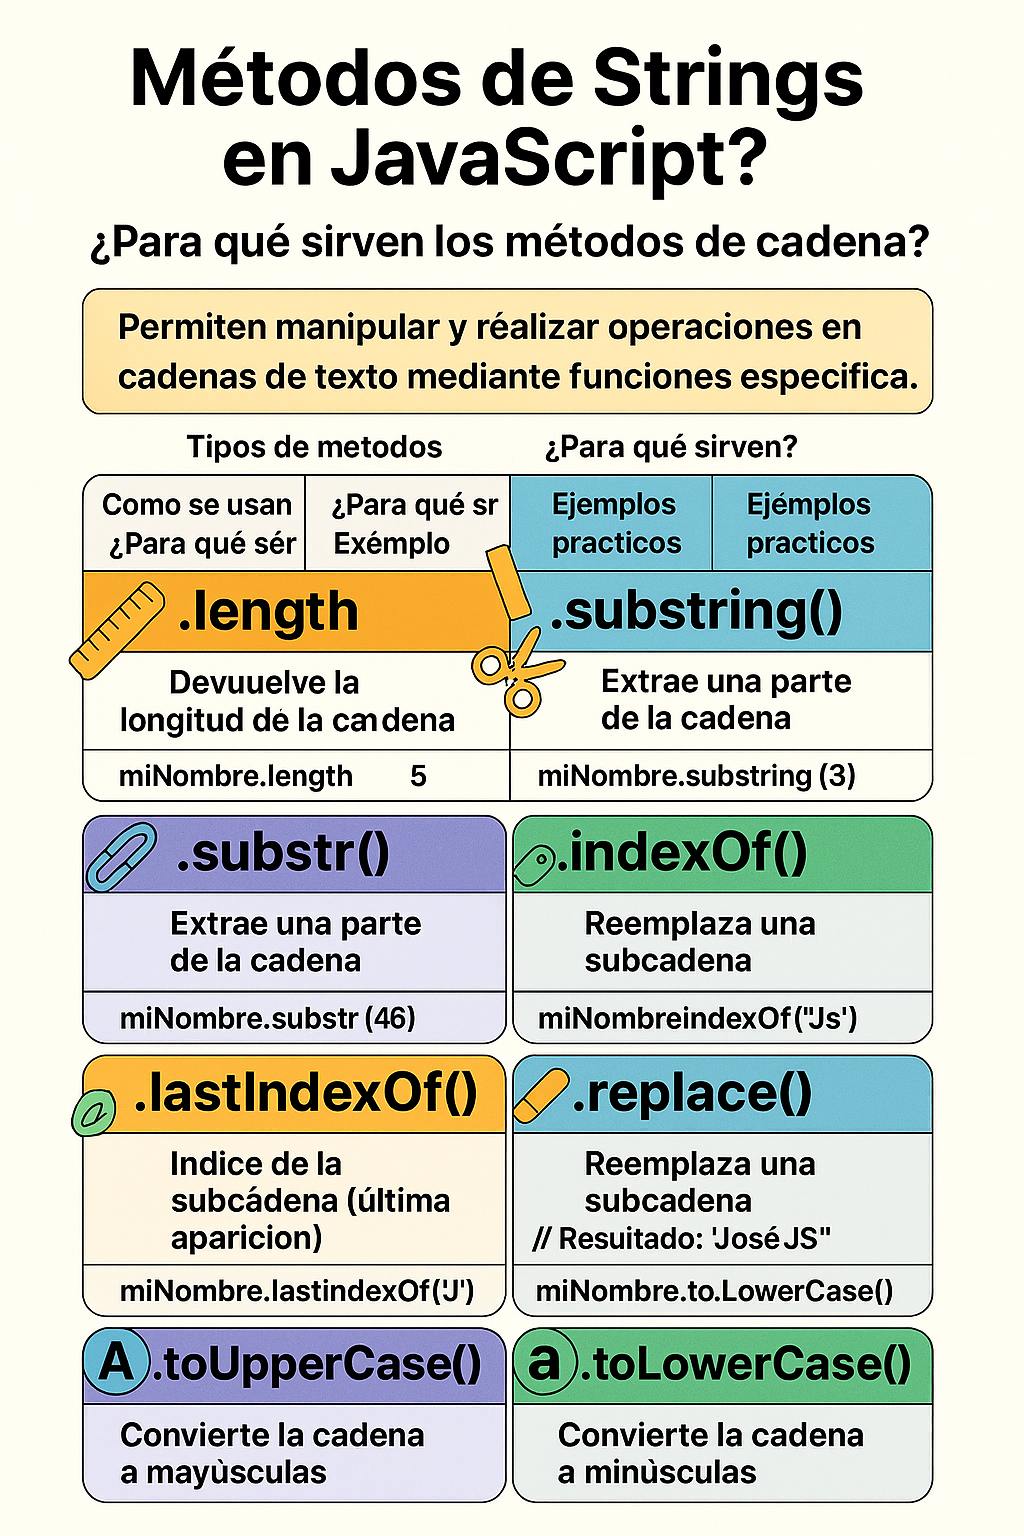 Métodos de Strings
en JavaScript?
¿Para qué sirven los métodos de cadena?
Permiten manipular y réalizar operaciones en
cadenas de texto mediante funciones especifica.
Tipos de metodos
¿Para qué sirven?
Como se usan
¿Para qué sér
¿Para qué sr
Exémplo
Ejemplos
practicos
Ejémplos
practicos
.length
Devuuelve la
longitud dė la candena
miNombre.length 5
.substring()
Extrae una parte
de la cadena
miNombre.substring (3)
.substr()
Extrae una parte
de la cadena
miNombre.substr (46)
.indexOf()
Reemplaza una
subcadena
miNombreindexOf("Js')
.lastIndexOf()
Indice de la
subcádena (última
aparicion)
miNombre.lastindexOf('J')
.replace()
Reemplaza una
subcadena
// Resuitado: 'José JS"
miNombre.to.LowerCase()
A .toUpperCase()
Convierte la cadena
a mayùsculas
a .toLowerCase()
Convierte la cadena
a minùsculas